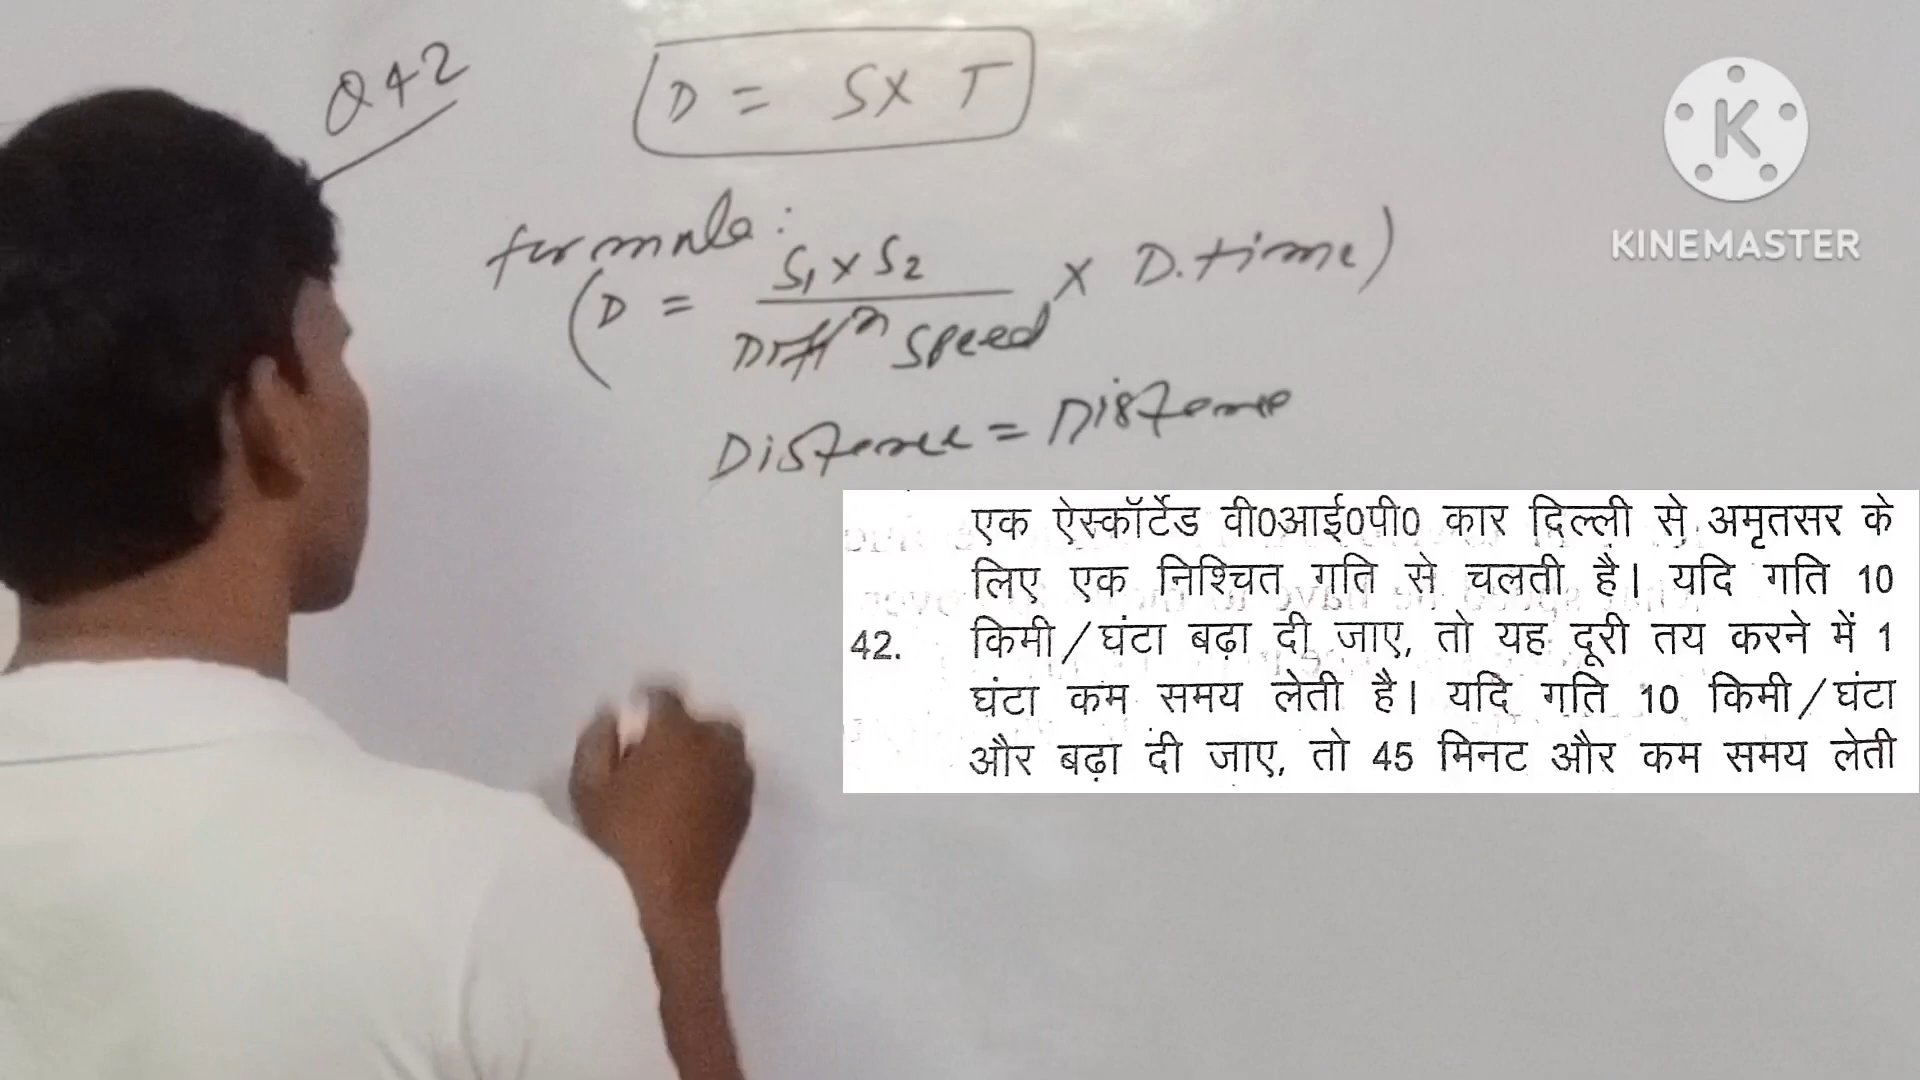 Q 42
D = S X T
formula:
(D = S₁ x S₂ / Diffⁿ speed x D.time)
Distance = Distance
KINEMASTER
एक ऐस्कॉर्टेड वी0आई0पी0 कार दिल्ली से अमृतसर के
लिए एक निश्चित गति से चलती है। यदि गति 10
42. किमी/घंटा बढ़ा दी जाए, तो यह दूरी तय करने में 1
घंटा कम समय लेती है। यदि गति 10 किमी/घंटा
और बढ़ा दी जाए, तो 45 मिनट और कम समय लेती